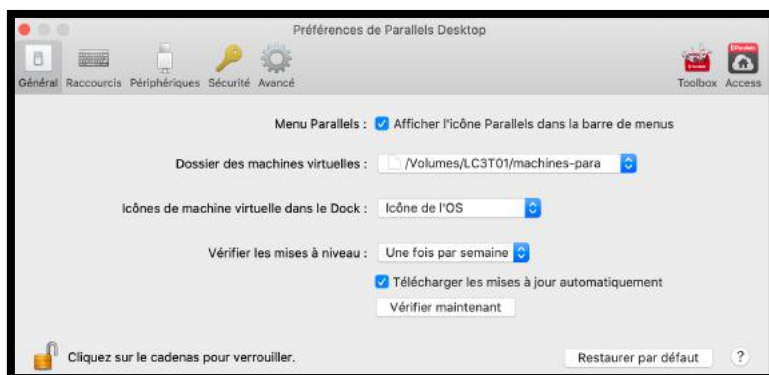 Préférences de Parallels Desktop
Général Raccourcis Périphériques Sécurité Avancé Toolbox Access
Menu Parallels : Afficher l'icône Parallels dans la barre de menus
Dossier des machines virtuelles : /Volumes/LC3T01/machines-para
Icônes de machine virtuelle dans le Dock : Icône de l'OS
Vérifier les mises à niveau : Une fois par semaine
Télécharger les mises à jour automatiquement
Vérifier maintenant
Cliquez sur le cadenas pour verrouiller. Restaurer par défaut ?